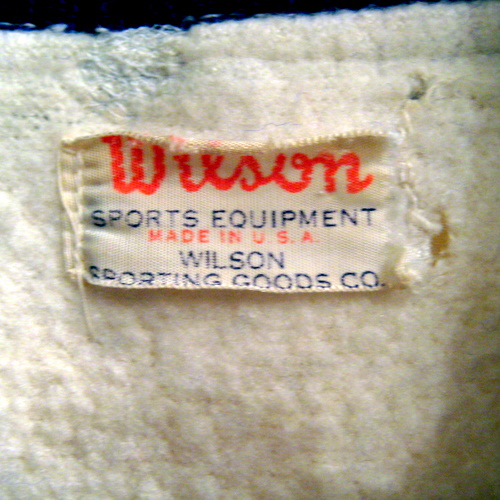 Wilson
SPORTS EQUIPMENT
MADE IN U.S.A.
WILSON
SPORTING GOODS CO.